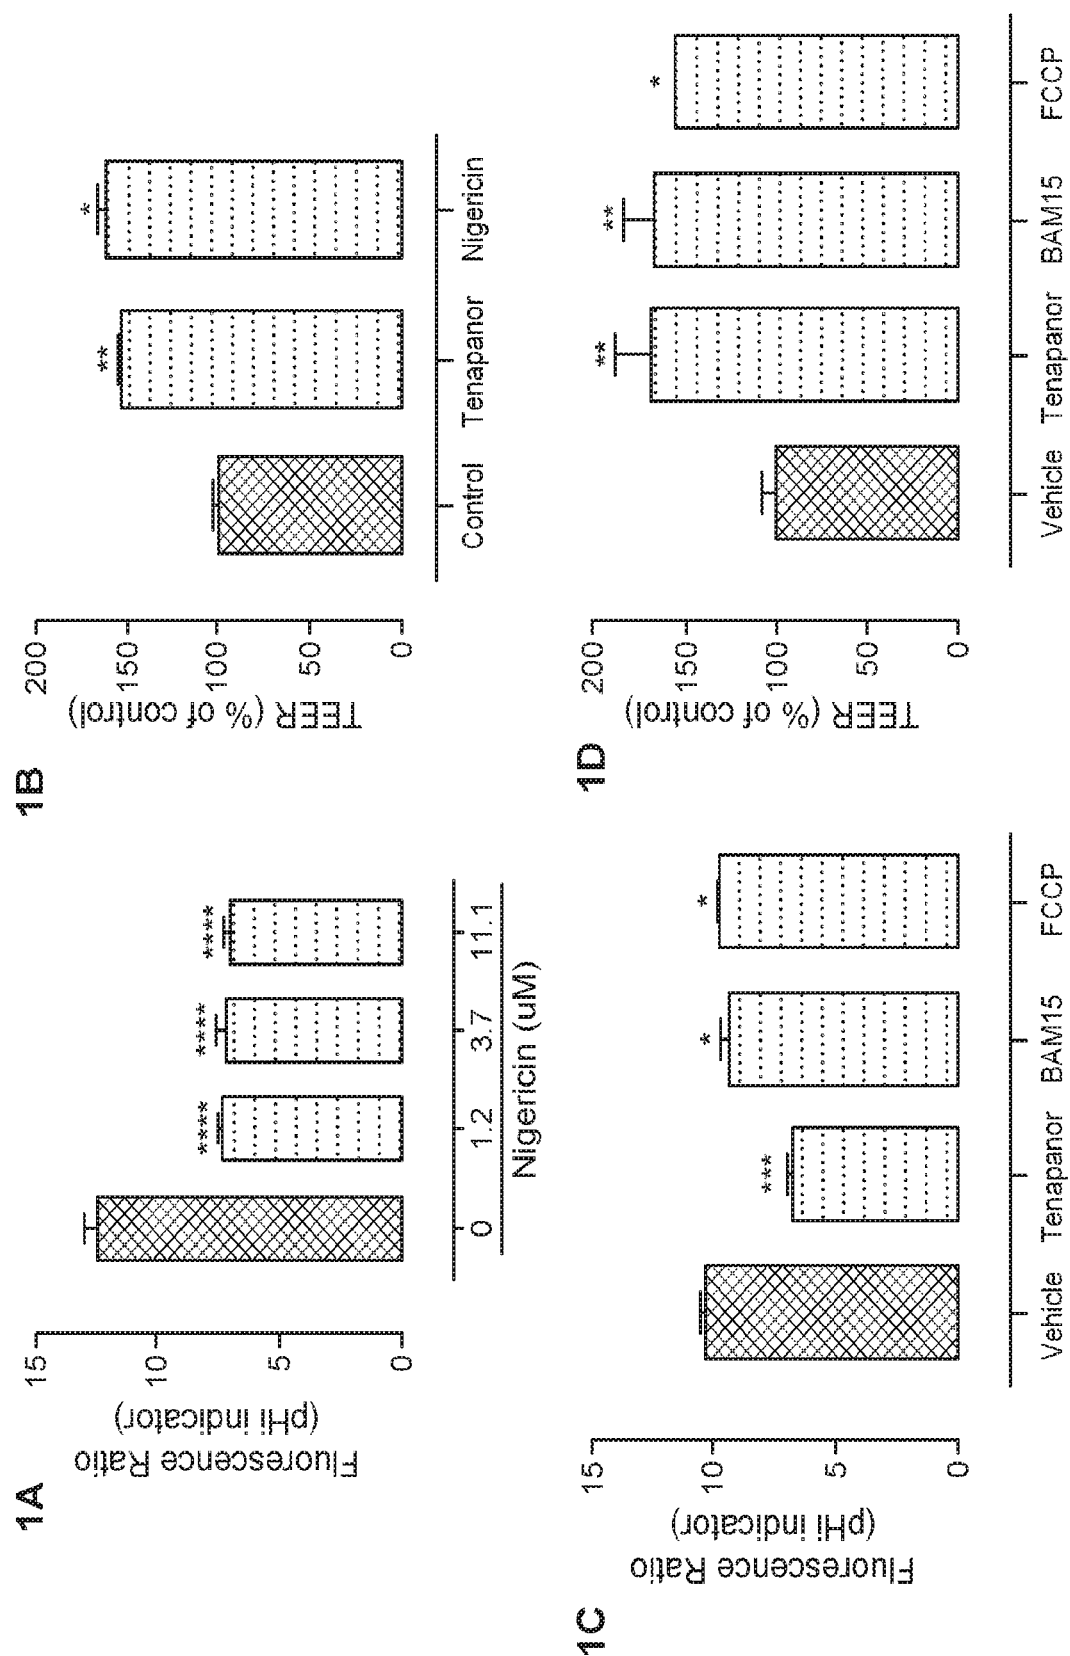 1A
Fluorescence Ratio
(pHi indicator)
15
10
5
0
****
****
****
0 1.2 3.7 11.1
Nigericin (uM)
1B
TEER (% of control)
200
150
100
50
0
**
*
Control Tenapanor Nigericin
1C
Fluorescence Ratio
(pHi indicator)
15
10
5
0
***
*
*
Vehicle Tenapanor BAM15 FCCP
1D
TEER (% of control)
200
150
100
50
0
**
**
*
Vehicle Tenapanor BAM15 FCCP